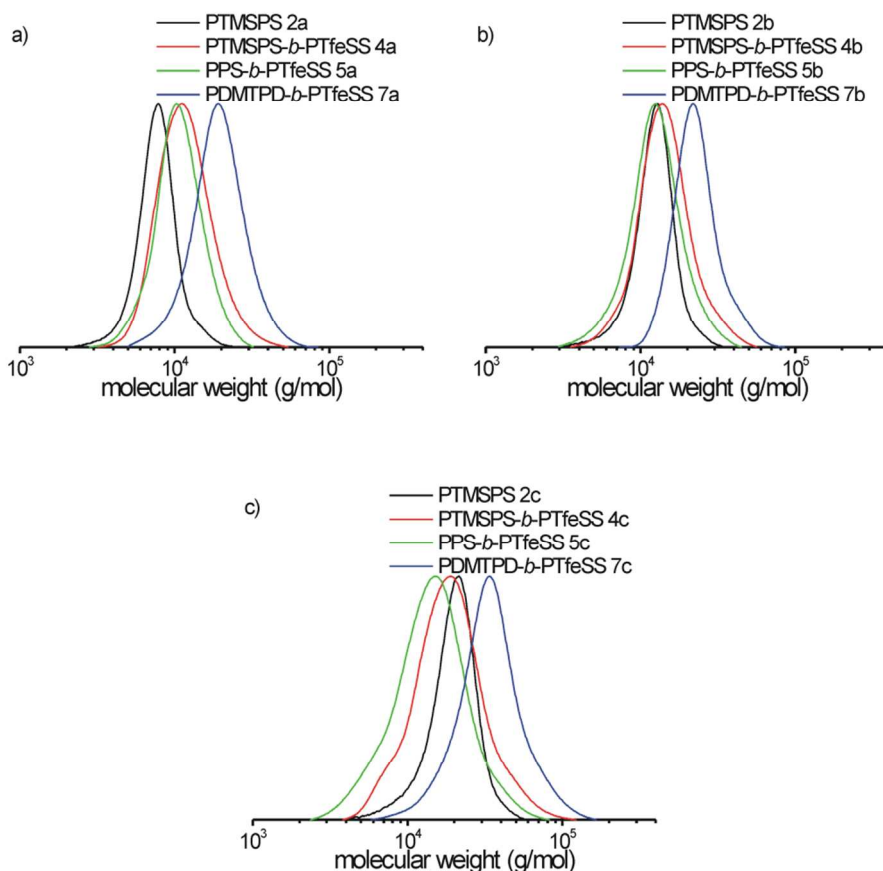 a)
PTMSPS 2a
PTMSPS-b-PTfeSS 4a
PPS-b-PTfeSS 5a
PDMTPD-b-PTfeSS 7a
10³ 10⁴ 10⁵
molecular weight (g/mol)
b)
PTMSPS 2b
PTMSPS-b-PTfeSS 4b
PPS-b-PTfeSS 5b
PDMTPD-b-PTfeSS 7b
10³ 10⁴ 10⁵
molecular weight (g/mol)
c)
PTMSPS 2c
PTMSPS-b-PTfeSS 4c
PPS-b-PTfeSS 5c
PDMTPD-b-PTfeSS 7c
10³ 10⁴ 10⁵
molecular weight (g/mol)